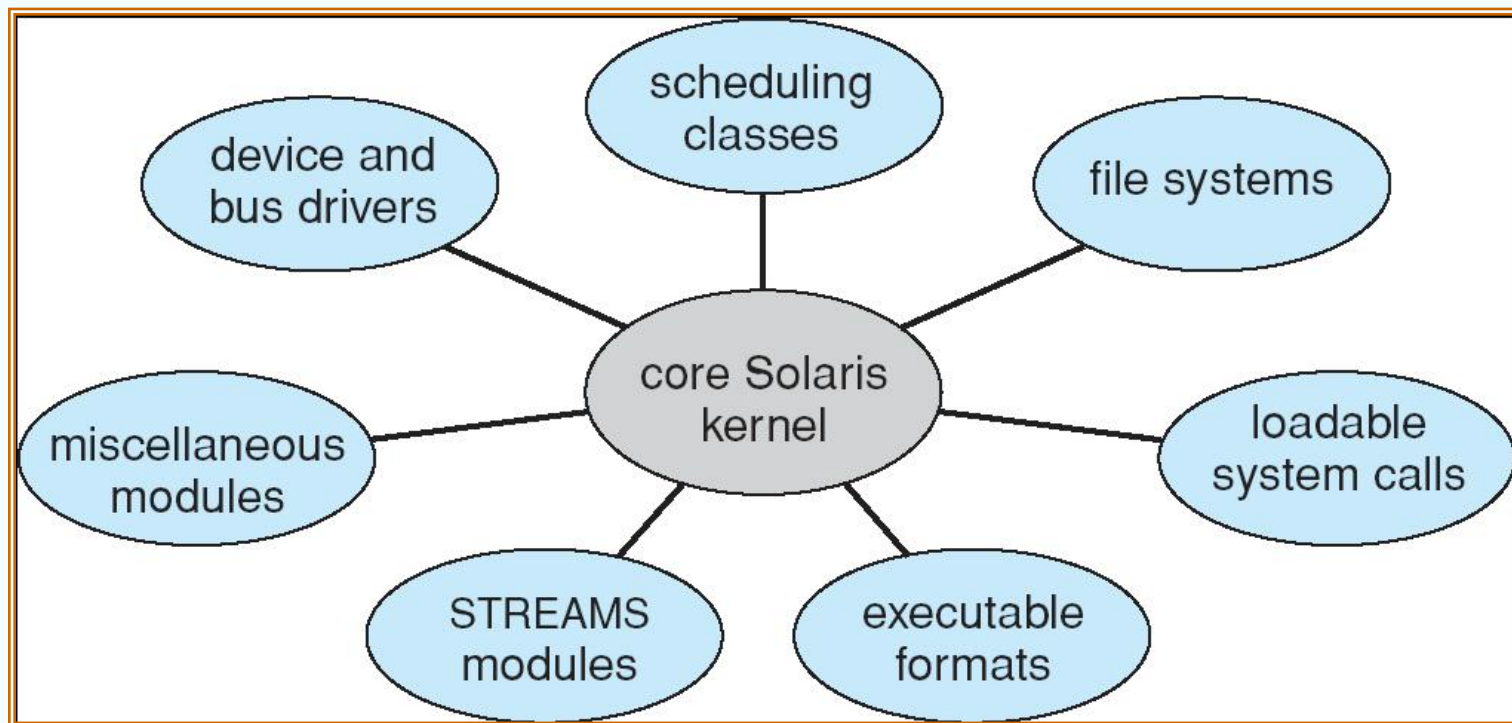 scheduling
classes
device and
bus drivers
file systems
core Solaris
kernel
miscellaneous
modules
loadable
system calls
STREAMS
modules
executable
formats